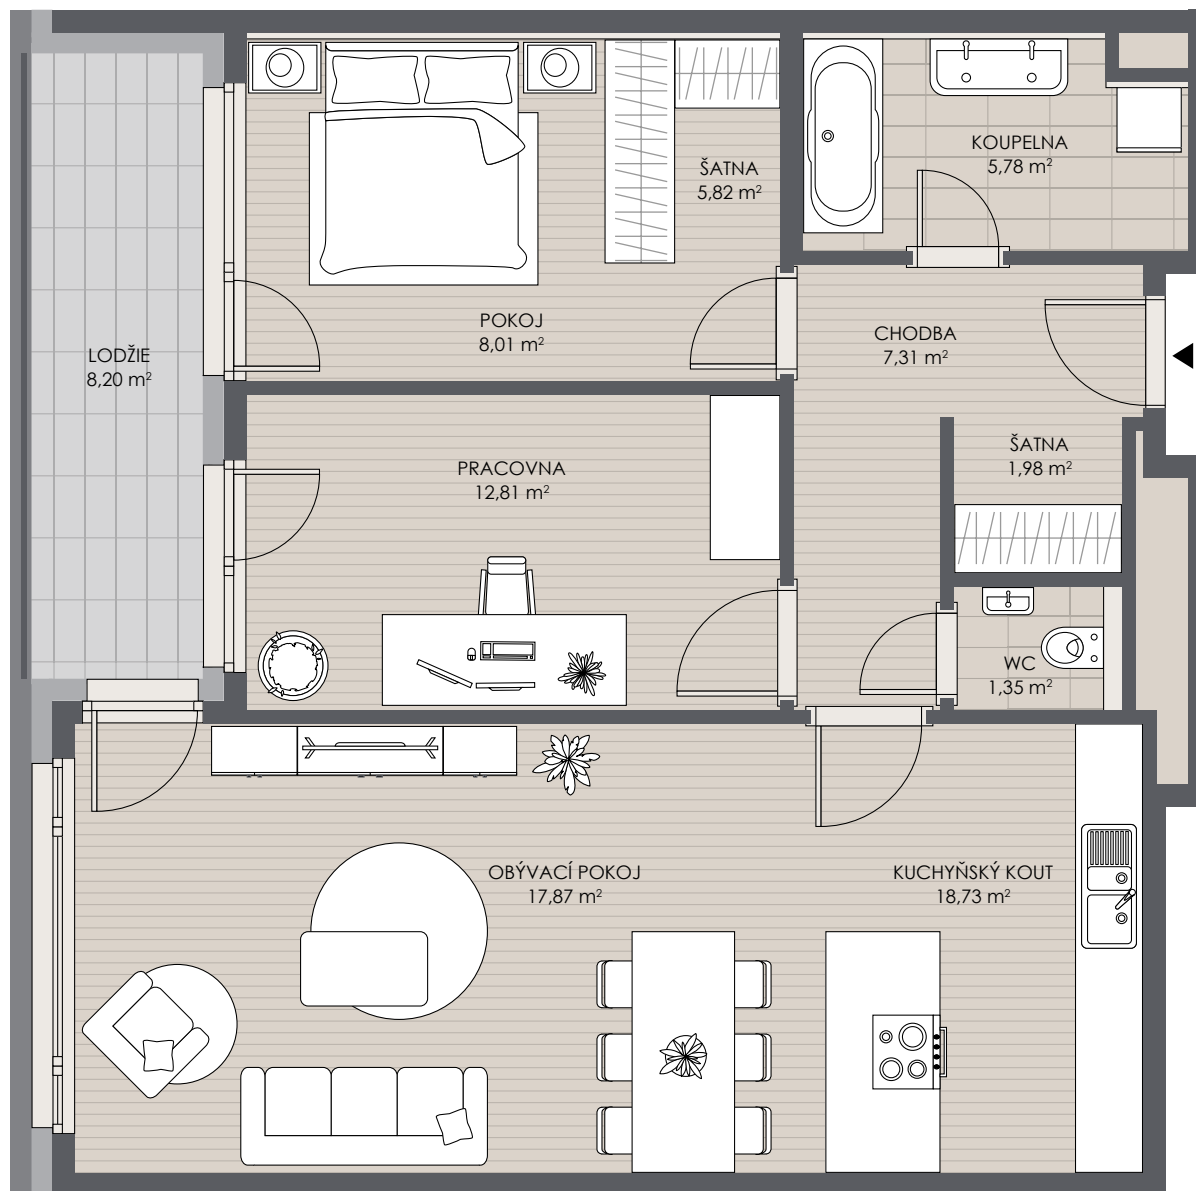 KOUPELNA
5,78 m²
ŠATNA
5,82 m²
POKOJ
8,01 m²
CHODBA
7,31 m²
LODŽIE
8,20 m²
ŠATNA
1,98 m²
PRACOVNA
12,81 m²
WC
1,35 m²
OBÝVACÍ POKOJ
17,87 m²
KUCHYŇSKÝ KOUT
18,73 m²